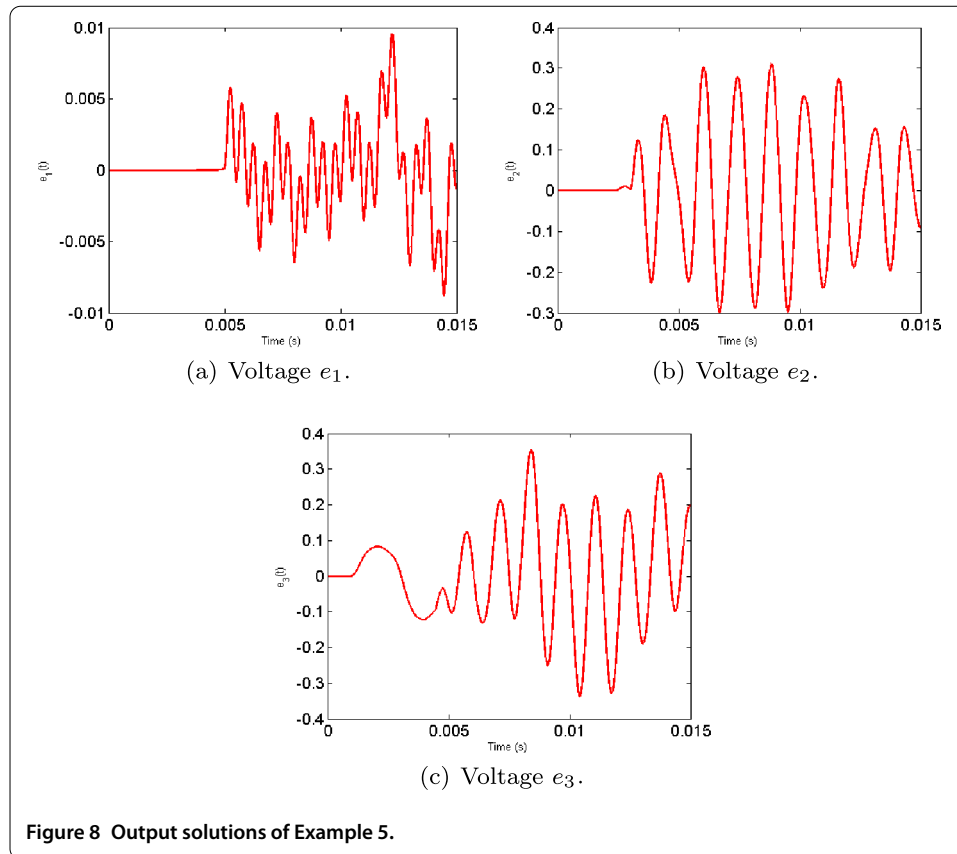 0.01
0.005
0
-0.005
-0.01
e1(t)
0 0.005 0.01 0.015
Time (s)
(a) Voltage e1.
0.4
0.3
0.2
0.1
0
-0.1
-0.2
-0.3
e2(t)
0 0.005 0.01 0.015
Time (s)
(b) Voltage e2.
0.4
0.3
0.2
0.1
0
-0.1
-0.2
-0.3
-0.4
e3(t)
0 0.005 0.01 0.015
Time (s)
(c) Voltage e3.
Figure 8 Output solutions of Example 5.